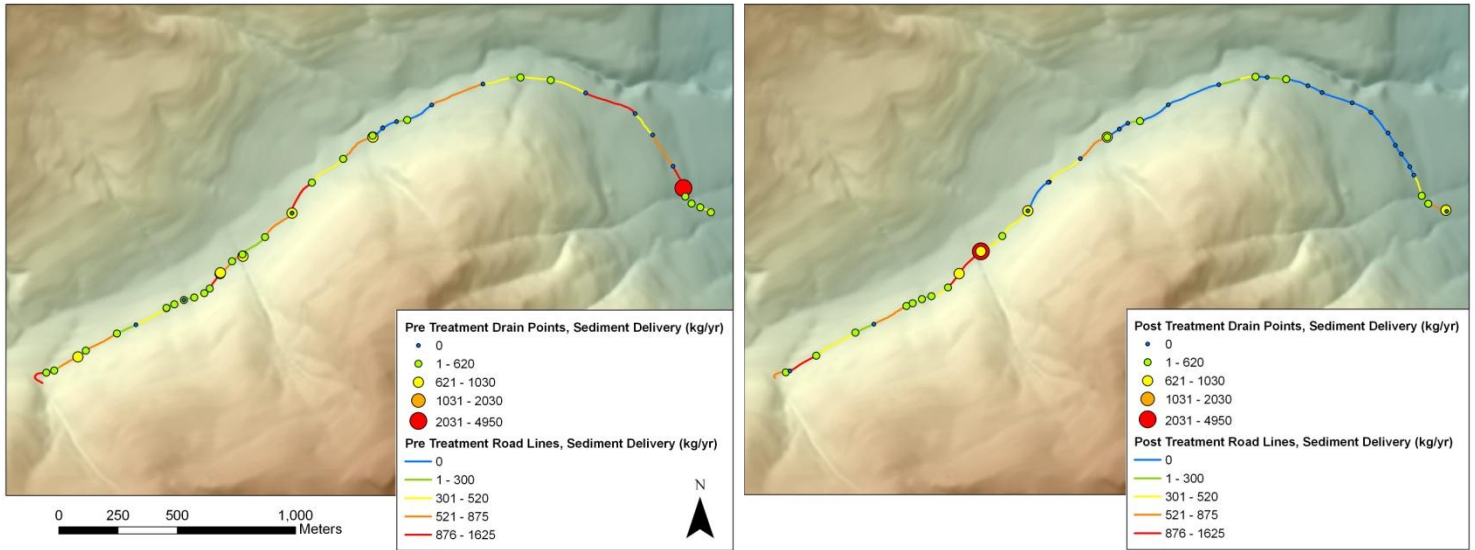 Pre Treatment Drain Points, Sediment Delivery (kg/yr)
0
1 - 620
621 - 1030
1031 - 2030
2031 - 4950
Pre Treatment Road Lines, Sediment Delivery (kg/yr)
0
1 - 300
301 - 520
521 - 875
876 - 1625
0 250 500 1,000
Meters
N
Post Treatment Drain Points, Sediment Delivery (kg/yr)
0
1 - 620
621 - 1030
1031 - 2030
2031 - 4950
Post Treatment Road Lines, Sediment Delivery (kg/yr)
0
1 - 300
301 - 520
521 - 875
876 - 1625